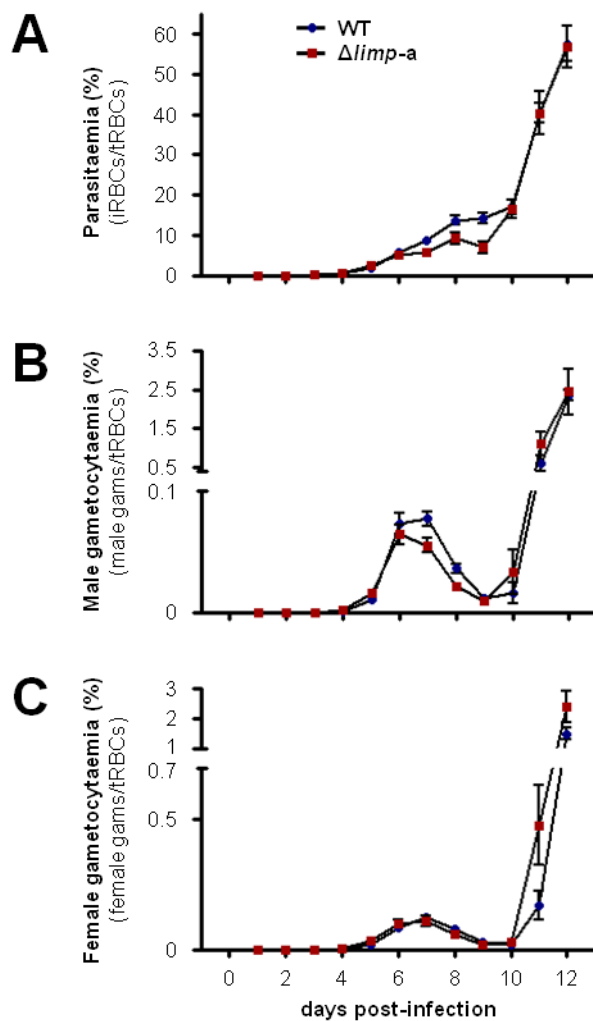 A
WT
Δlimp-a
Parasitaemia (%)
(iRBCs/tRBCs)
60
50
40
30
20
10
0
B
Male gametocytaemia (%)
(male gams/tRBCs)
3.5
2.5
1.5
0.5
0.1
0
C
Female gametocytaemia (%)
(female gams/tRBCs)
3
2
1
0.7
0.5
0
0 2 4 6 8 10 12
days post-infection